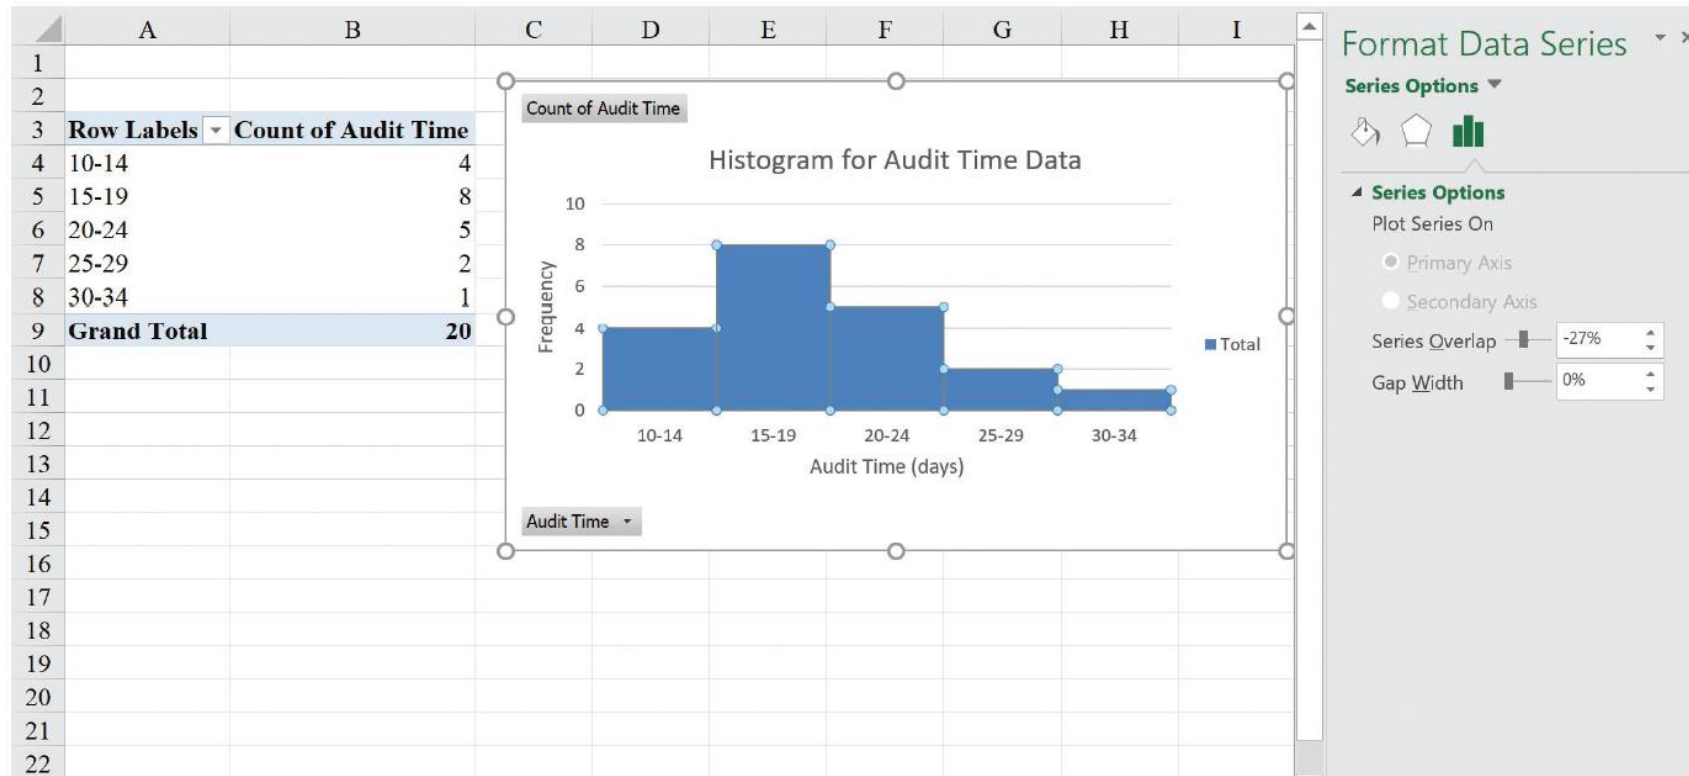 A B C D E F G H I
1
2
3 Row Labels Count of Audit Time
4 10-14 4
5 15-19 8
6 20-24 5
7 25-29 2
8 30-34 1
9 Grand Total 20
10
11
12
13
14
15
16
17
18
19
20
21
22
Count of Audit Time
Histogram for Audit Time Data
10
8
6
4
2
0
Frequency
10-14 15-19 20-24 25-29 30-34
Audit Time (days)
Total
Audit Time
Format Data Series
Series Options
Series Options
Plot Series On
Primary Axis
Secondary Axis
Series Overlap -27%
Gap Width 0%